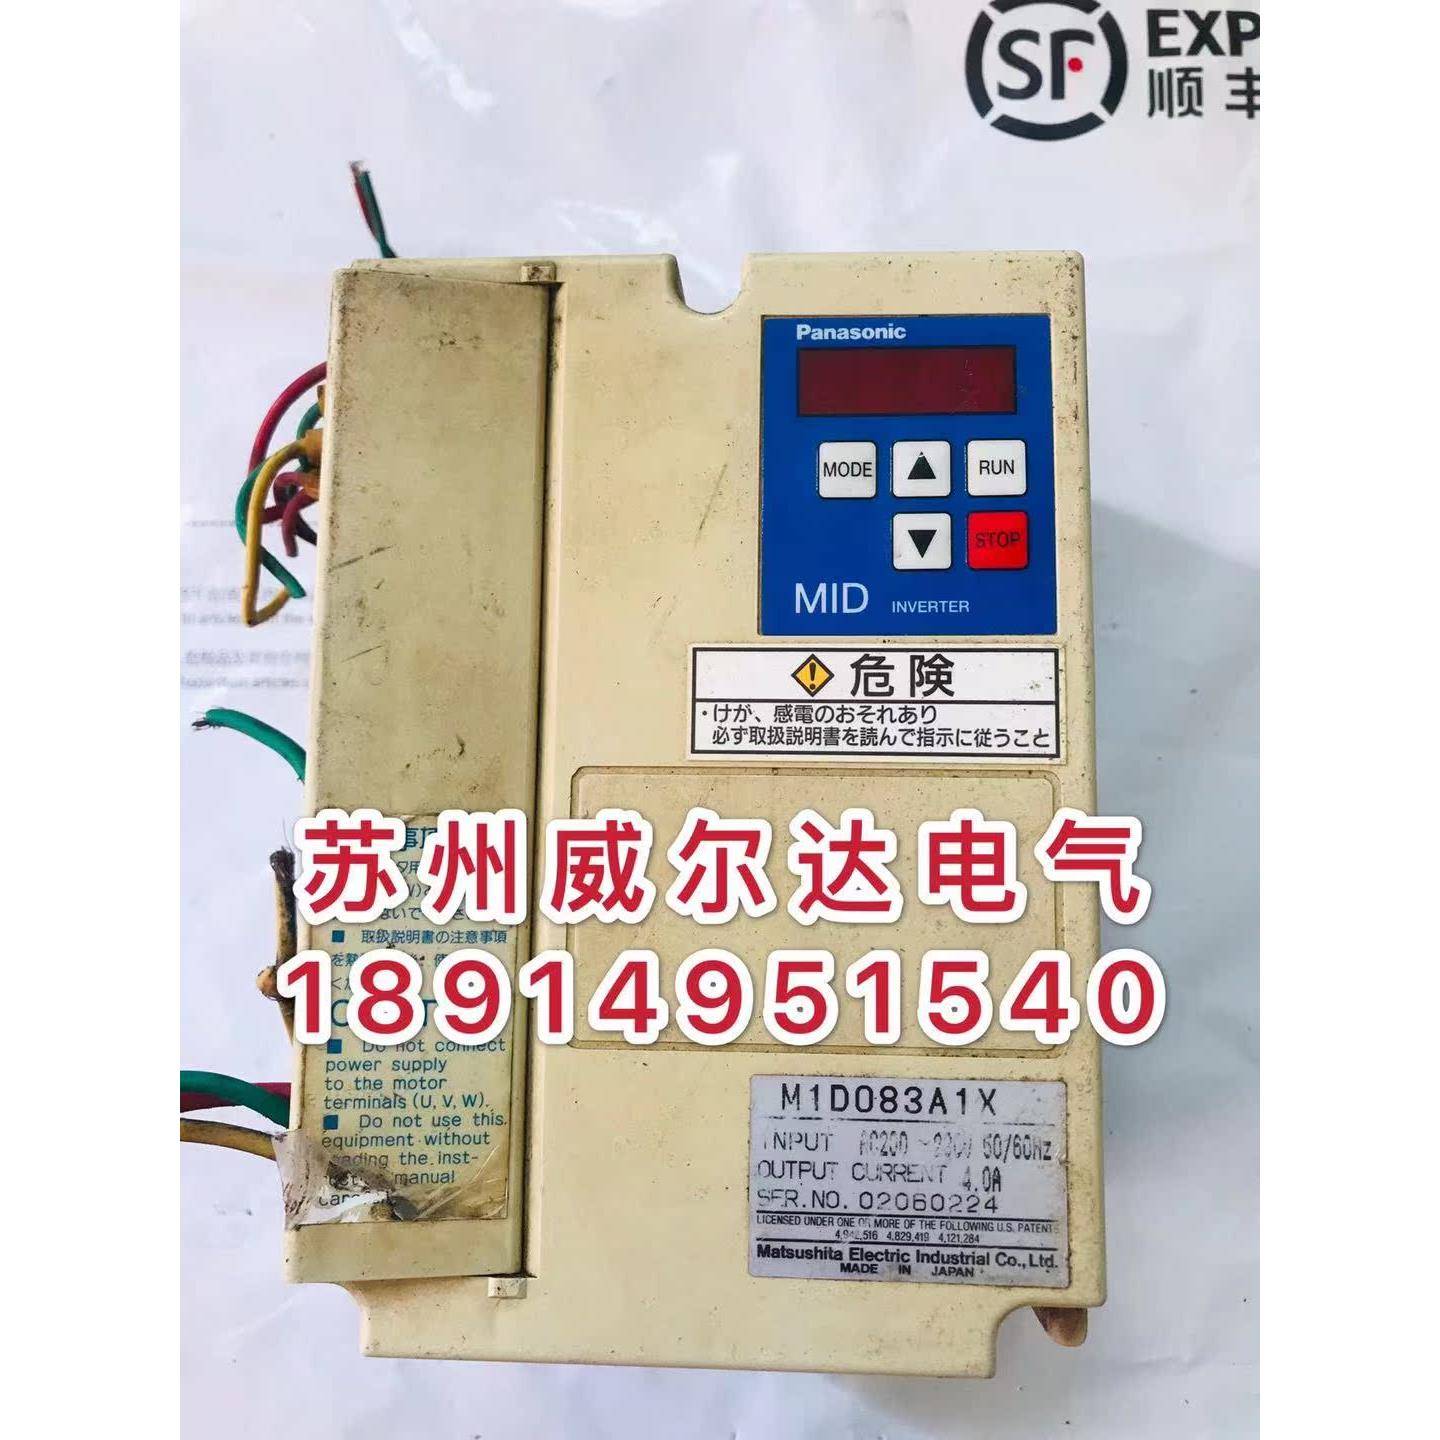 SF
EXP
顺丰
Panasonic
MODE
▲
RUN
▼
STOP
MID INVERTER
危険
・けが、感電のおそれあり
必ず取扱説明書を読んで指示に従うこと
苏州威尔达电气
■ 取扱説明書の注意事項
18914951540
■ Do not connect
power supply
to the motor
terminals (U, V, W).
■ Do not use this
equipment without
the inst-
manual
M1D083A1X
INPUT AC200 ~230V 50/60Hz
OUTPUT CURRENT 4.0A
SER.NO. 02060224
LICENSED UNDER ONE OR MORE OF THE FOLLOWING U.S. PATENTS
4,829,419 4,121,284
Matsushita Electric Industrial Co., Ltd.
MADE IN JAPAN